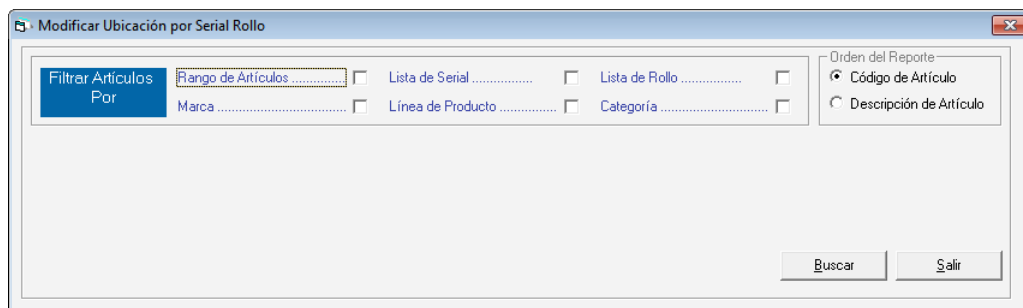 Modificar Ubicación por Serial Rollo
Filtrar Artículos
Por
Rango de Artículos ..............
Lista de Serial ................
Lista de Rollo ................
Marca ..................................
Línea de Producto ...............
Categoría ............................
Orden del Reporte
Código de Artículo
Descripción de Artículo
Buscar
Salir